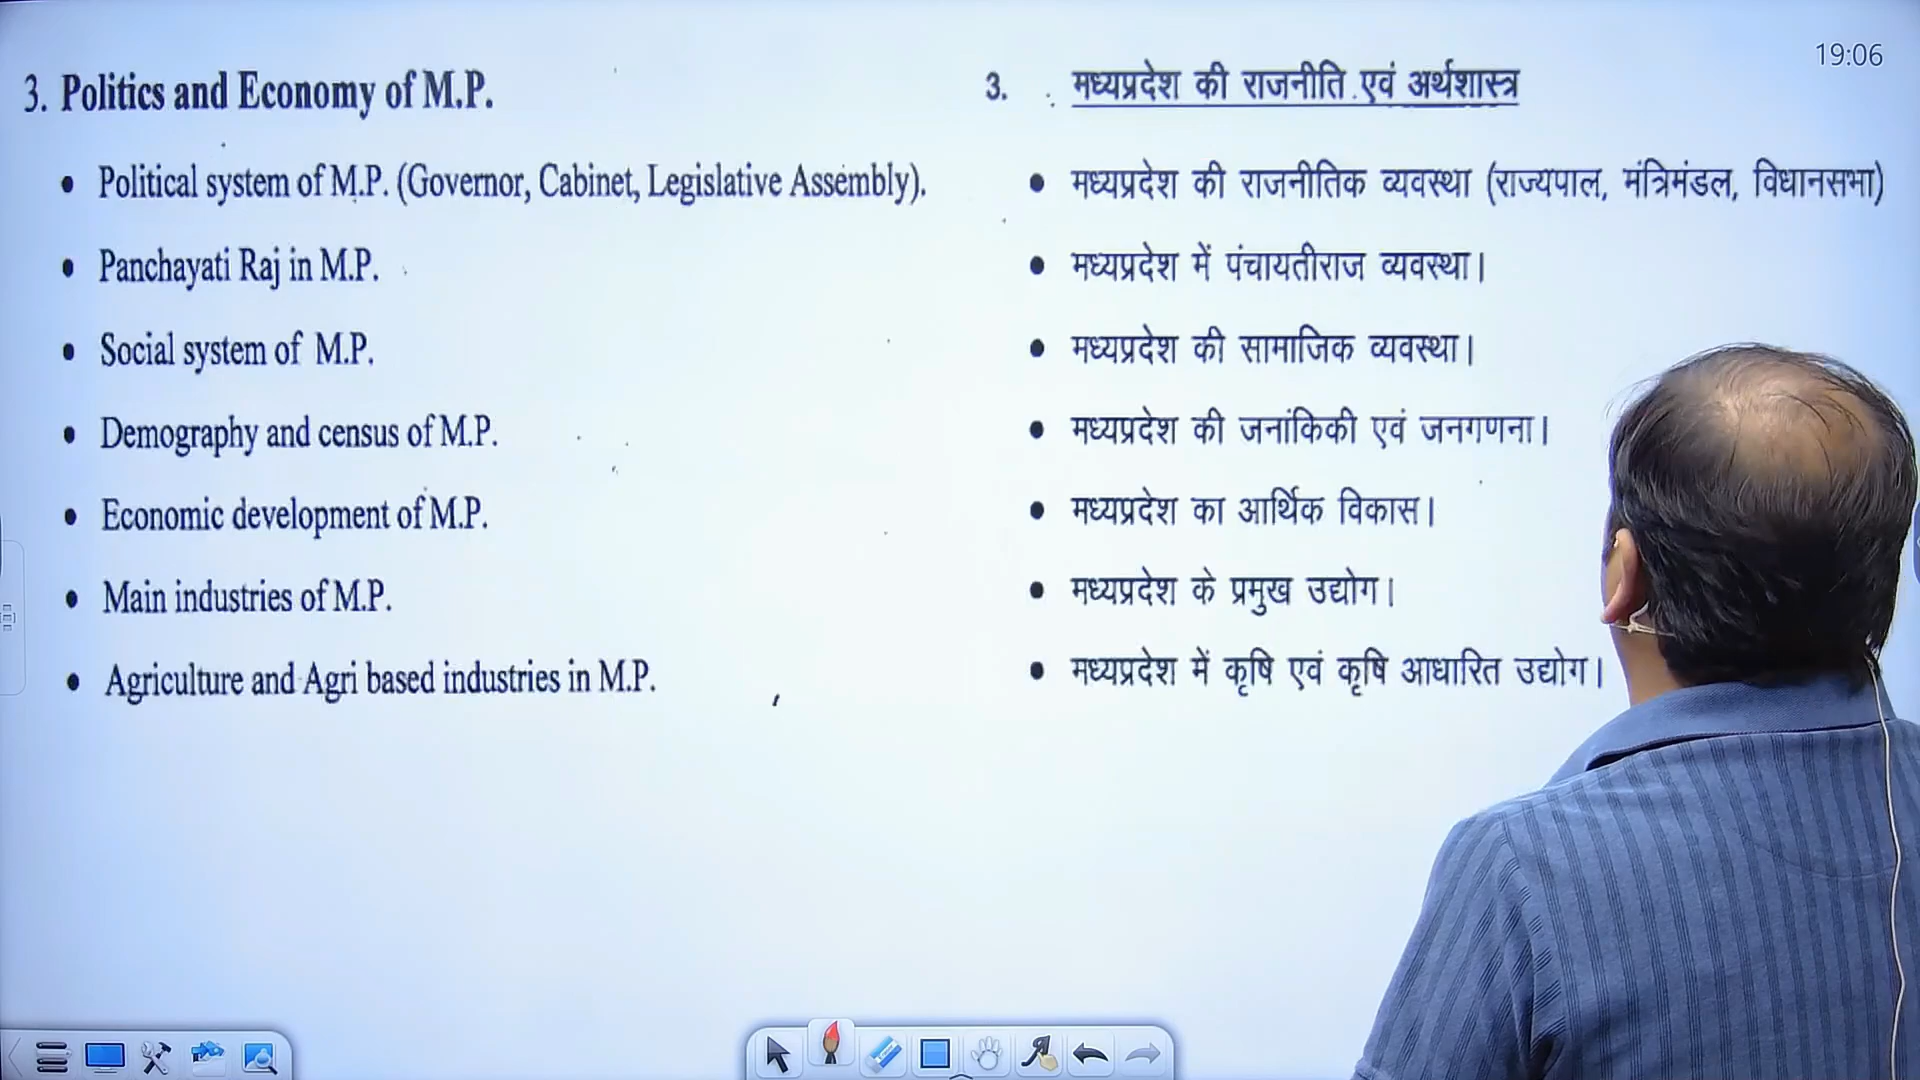 19:06
3. Politics and Economy of M.P.
• Political system of M.P. (Governor, Cabinet, Legislative Assembly).
• Panchayati Raj in M.P.
• Social system of M.P.
• Demography and census of M.P.
• Economic development of M.P.
• Main industries of M.P.
• Agriculture and Agri based industries in M.P.
3. मध्यप्रदेश की राजनीति एवं अर्थशास्त्र
• मध्यप्रदेश की राजनीतिक व्यवस्था (राज्यपाल, मंत्रिमंडल, विधानसभा)
• मध्यप्रदेश में पंचायतीराज व्यवस्था।
• मध्यप्रदेश की सामाजिक व्यवस्था।
• मध्यप्रदेश की जनांकिकी एवं जनगणना।
• मध्यप्रदेश का आर्थिक विकास।
• मध्यप्रदेश के प्रमुख उद्योग।
• मध्यप्रदेश में कृषि एवं कृषि आधारित उद्योग।